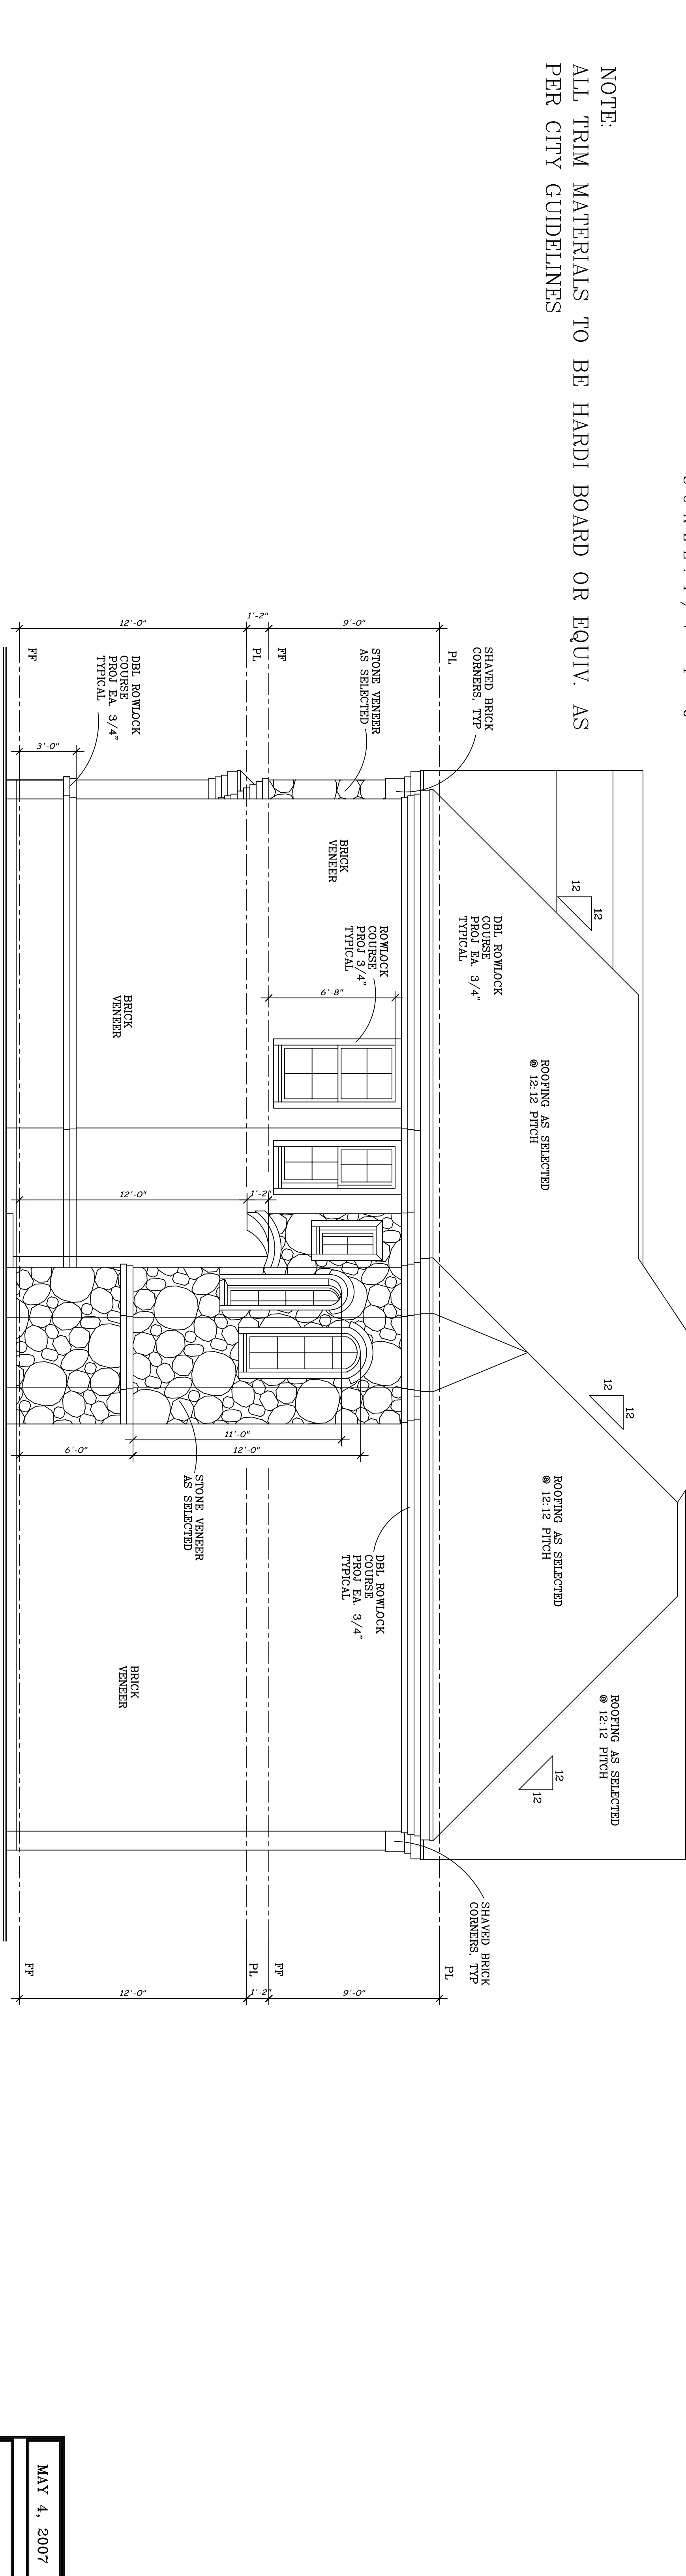 NOTE:
ALL TRIM MATERIALS TO BE HARDI BOARD OR EQUIV. AS
PER CITY GUIDELINES
SHAVED BRICK
CORNERS, TYP
PL
9'-0"
STONE VENEER
AS SELECTED
FF
1'-2"
PL
12'-0"
DBL ROWLOCK
COURSE
PROJ EA. 3/4"
TYPICAL
FF
3'-0"
12
12
DBL ROWLOCK
COURSE
PROJ EA. 3/4"
TYPICAL
BRICK
VENEER
ROWLOCK
COURSE
PROJ 3/4"
TYPICAL
6'-8"
BRICK
VENEER
ROOFING AS SELECTED
@ 12:12 PITCH
1'-2"
12'-0"
12
12
11'-0"
12'-0"
6'-0"
STONE VENEER
AS SELECTED
ROOFING AS SELECTED
@ 12:12 PITCH
DBL ROWLOCK
COURSE
PROJ EA. 3/4"
TYPICAL
BRICK
VENEER
ROOFING AS SELECTED
@ 12:12 PITCH
12
12
SHAVED BRICK
CORNERS, TYP
PL
FF
PL
FF
9'-0"
1'-2"
12'-0"
MAY 4, 2007